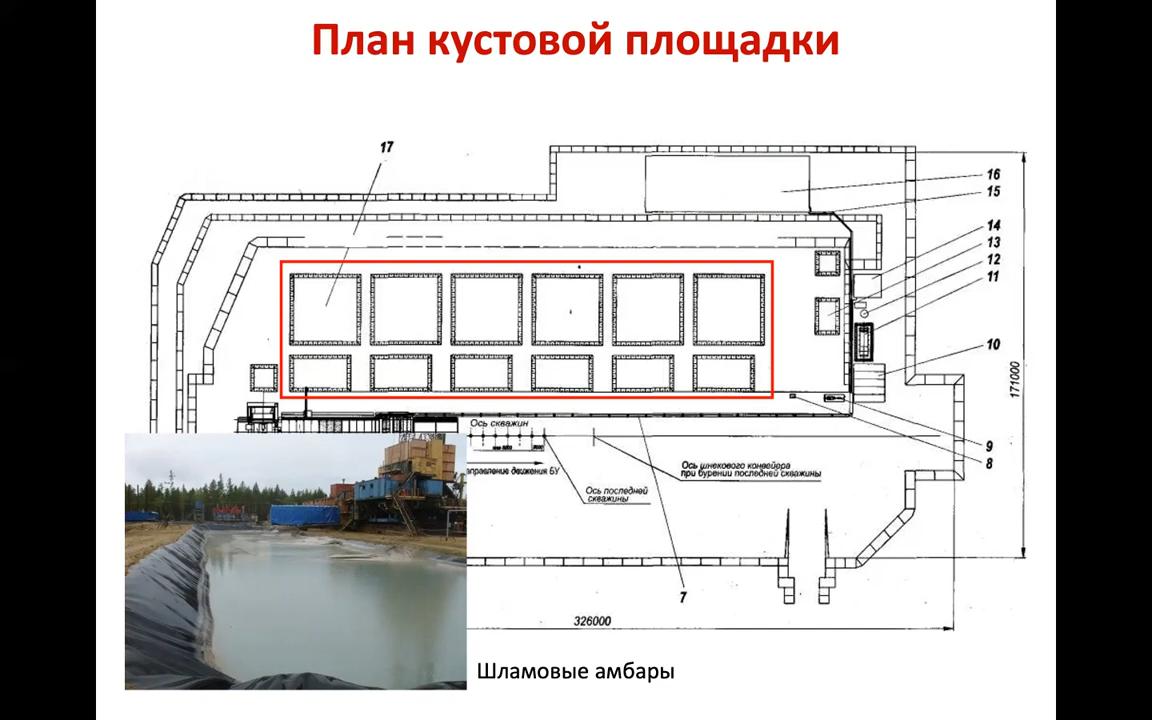 План кустовой площадки
17
16
15
14
13
12
11
10
171000
9
8
Ось скважин
5000
аправление движения БУ
Ось шнекового конвейера
при бурении последней скважины
Ось последней
скважины
7
326000
Шламовые амбары